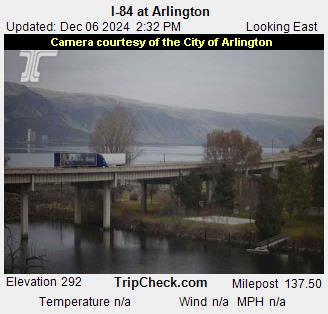 I-84 at Arlington
Updated: Dec 06 2024 2:32 PM Looking East
Camera courtesy of the City of Arlington
Elevation 292 TripCheck.com Milepost 137.50
Temperature n/a Wind n/a MPH n/a